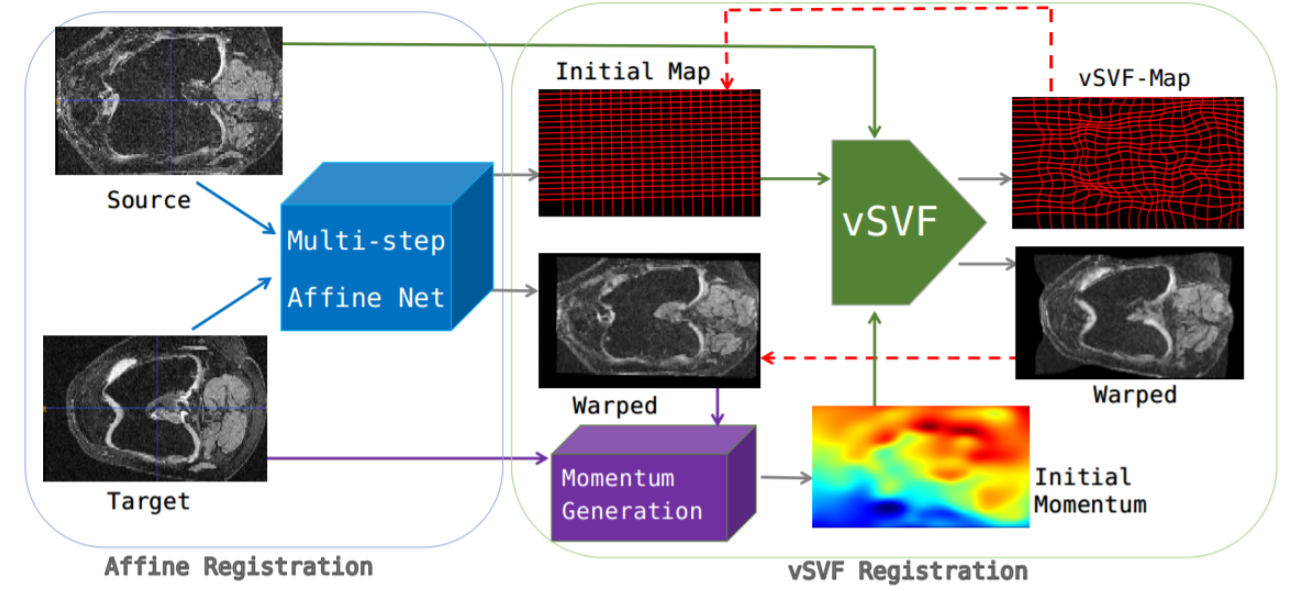 Initial Map
vSVF-Map
Source
Multi-step
Affine Net
vSVF
Warped
Warped
Target
Momentum
Generation
Initial
Momentum
Affine Registration
vSVF Registration